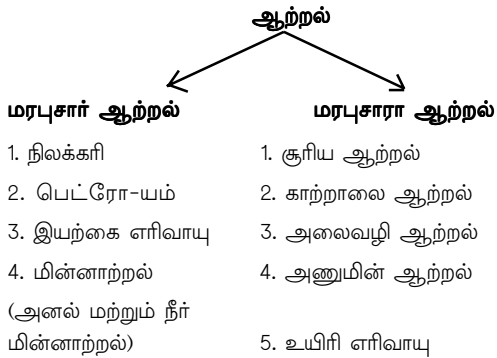 ஆற்றல்
மரபுசார் ஆற்றல்
1. நிலக்கரி
2. பெட்ரோ-யம்
3. இயற்கை எரிவாயு
4. மின்னாற்றல்
(அனல் மற்றும் நீர்
மின்னாற்றல்)
மரபுசாரா ஆற்றல்
1. சூரிய ஆற்றல்
2. காற்றாலை ஆற்றல்
3. அலைவழி ஆற்றல்
4. அணுமின் ஆற்றல்
5. உயிரி எரிவாயு